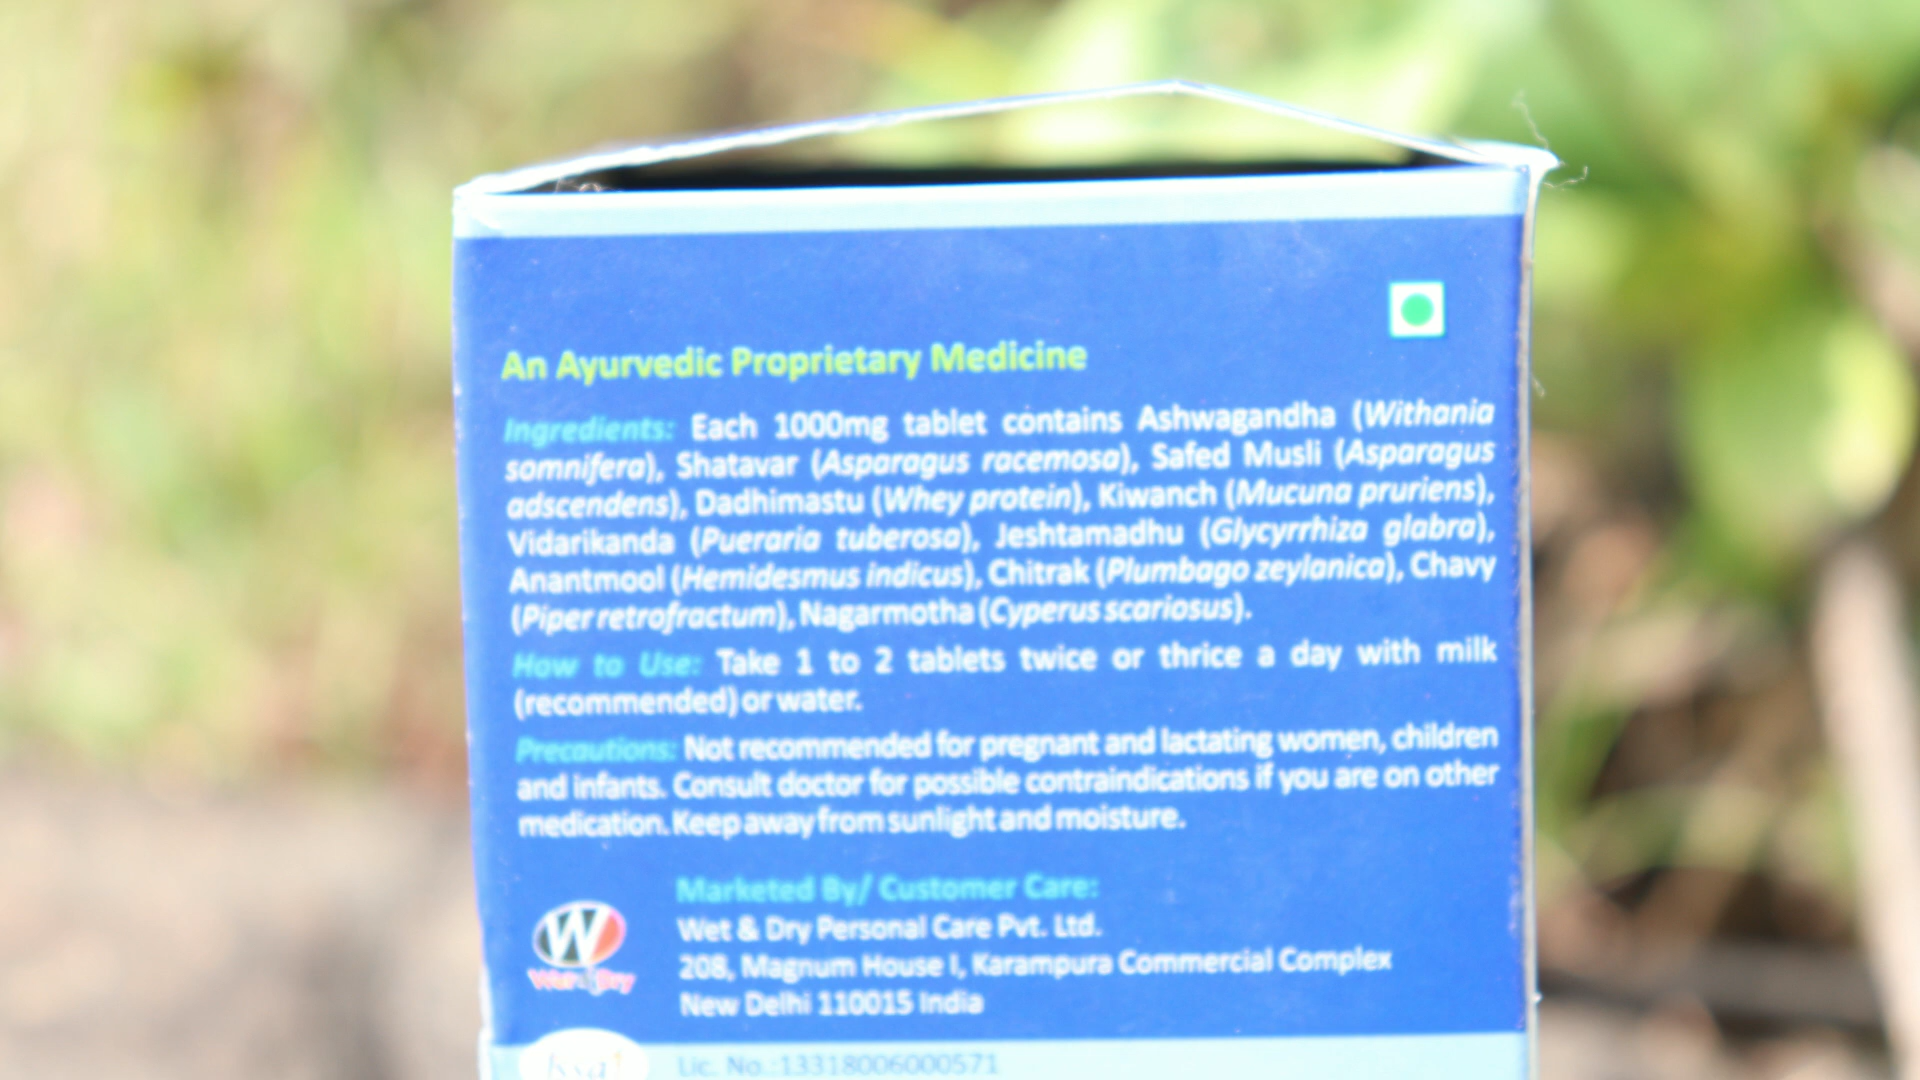 An Ayurvedic Proprietary Medicine
Ingredients: Each 1000mg tablet contains Ashwagandha (Withania
somnifera), Shatavar (Asparagus racemosa), Safed Musli (Asparagus
adscendens), Dadhimastu (Whey protein), Kiwanch (Mucuna pruriens),
Vidarikanda (Pueraria tuberosa), Jeshtamadhu (Glycyrrhiza glabra),
Anantmool (Hemidesmus indicus), Chitrak (Plumbago zeylanica), Chavy
(Piper retrofractum), Nagarmotha (Cyperus scariosus).
How to Use: Take 1 to 2 tablets twice or thrice a day with milk
(recommended) or water.
Precautions: Not recommended for pregnant and lactating women, children
and infants. Consult doctor for possible contraindications if you are on other
medication. Keep away from sunlight and moisture.
Marketed By/ Customer Care:
Wet & Dry Personal Care Pvt. Ltd.
208, Magnum House I, Karampura Commercial Complex
New Delhi 110015 India
W
Wet & Dry
fssai
Lic. No.:13318006000571